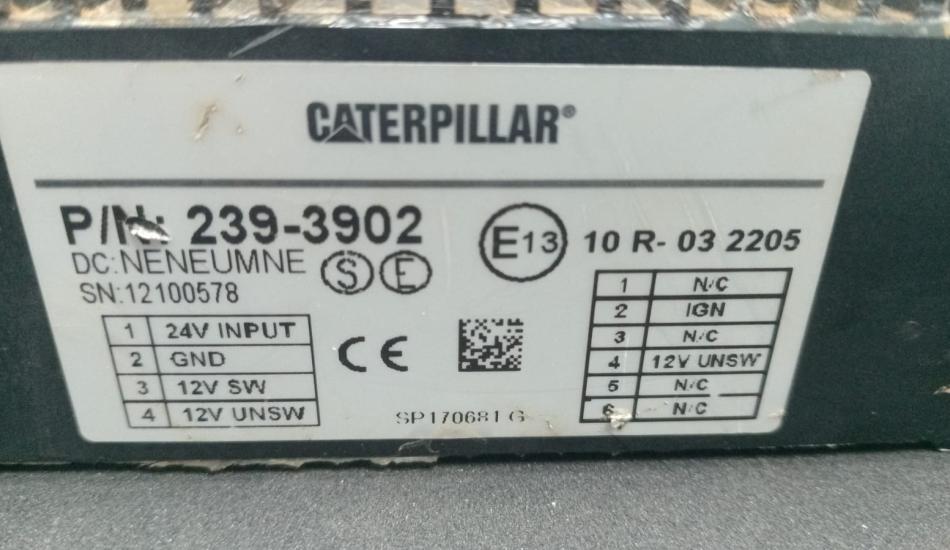 CATERPILLAR®
P/N: 239-3902
DC:NENEUMNE S E
SN:12100578
E13 10 R- 03 2205
1 24V INPUT
2 GND
3 12V SW
4 12V UNSW
CE
SP170681 G
1 N/C
2 IGN
3 N/C
4 12V UNSW
5 N/C
6 N/C